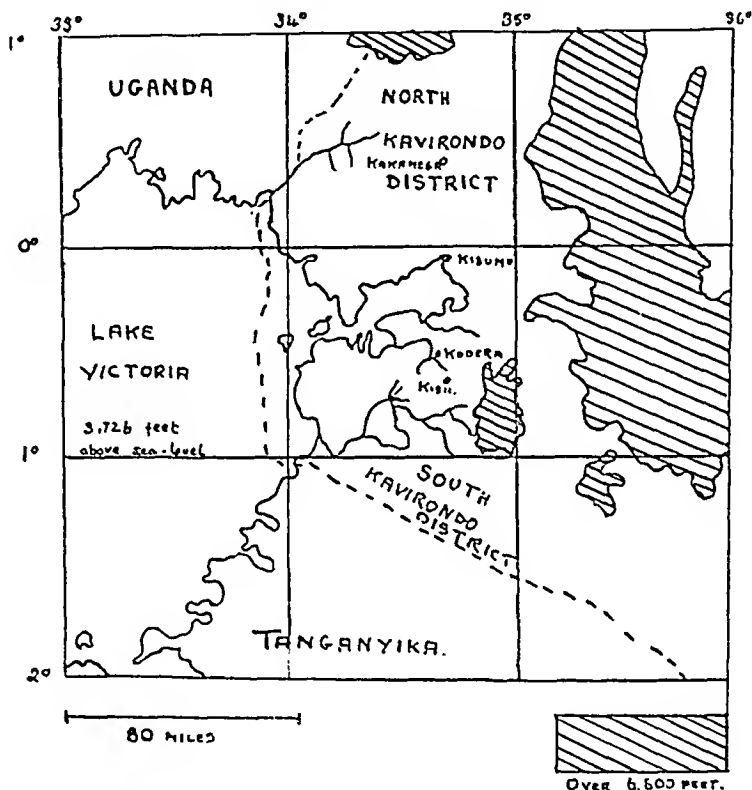 33° 34° 35° 36°
1°
UGANDA
NORTH
KAVIRONDO
KAKAMEGA
DISTRICT
0°
KISUMU
LAKE
VICTORIA
KODERA
KISII.
3,726 feet
above sea-level
1°
SOUTH
KAVIRONDO
DISTRICT
TANGANYIKA.
2°
80 MILES
OVER 6,600 FEET.